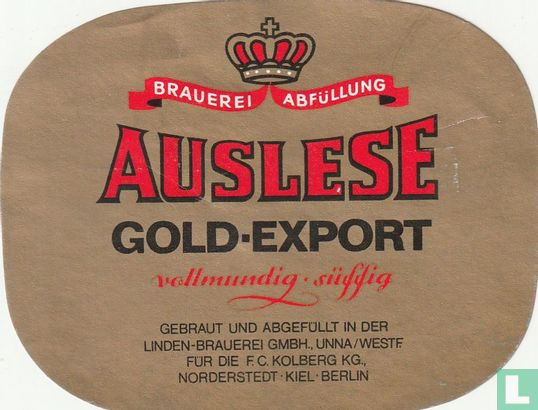 BRAUEREI ABFÜLLUNG
AUSLESE
GOLD·EXPORT
vollmundig · süffig
GEBRAUT UND ABGEFÜLLT IN DER
LINDEN-BRAUEREI GMBH., UNNA/WESTF.
FÜR DIE F.C. KOLBERG KG.,
NORDERSTEDT · KIEL · BERLIN
L